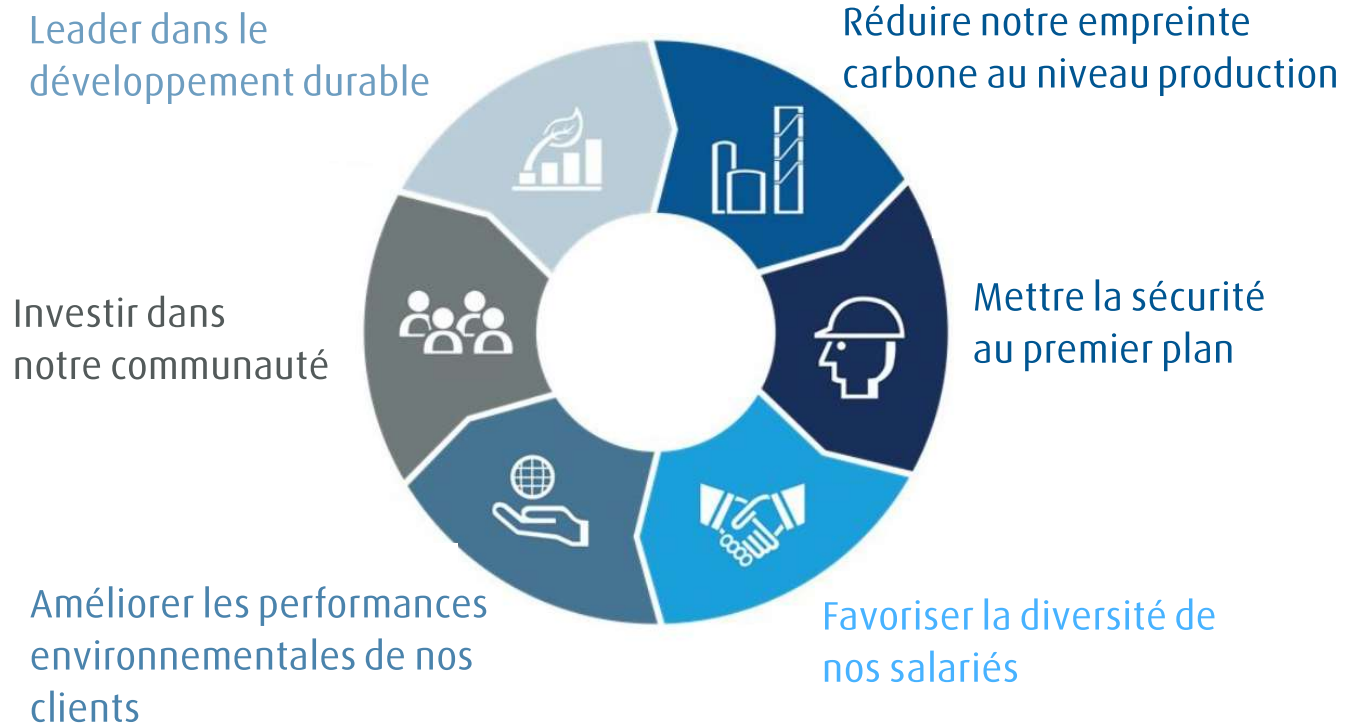 Leader dans le
développement durable
Réduire notre empreinte
carbone au niveau production
Investir dans
notre communauté
Mettre la sécurité
au premier plan
Améliorer les performances
environnementales de nos
clients
Favoriser la diversité de
nos salariés